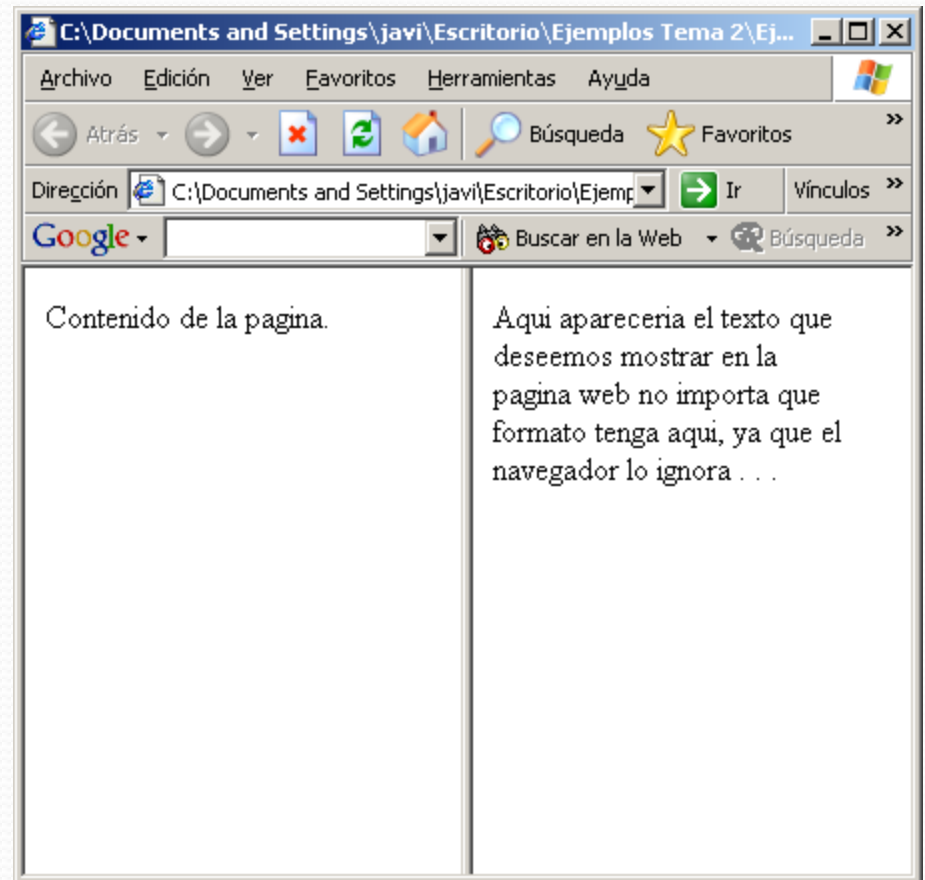 C:\Documents and Settings\javi\Escritorio\Ejemplos Tema 2\Ej...
Archivo Edición Ver Favoritos Herramientas Ayuda
Atrás Búsqueda Favoritos »
Dirección C:\Documents and Settings\javi\Escritorio\Ejemp Ir Vínculos »
Google Buscar en la Web Búsqueda »
Contenido de la pagina.
Aqui apareceria el texto que
deseemos mostrar en la
pagina web no importa que
formato tenga aqui, ya que el
navegador lo ignora . . .